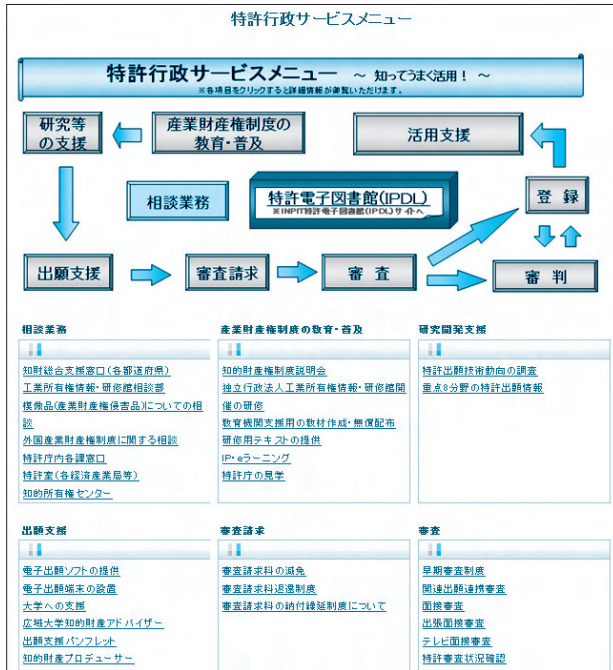 特許行政サービスメニュー
特許行政サービスメニュー ～ 知ってうまく活用！ ～
※各項目をクリックすると詳細情報が御覧いただけます。
研究等
の支援
産業財産権制度の
教育・普及
活用支援
相談業務
特許電子図書館(IPDL)
※INPIT特許電子図書館(IPDL)サイトへ
登 録
出願支援
審査請求
審 査
審 判
相談業務
知財総合支援窓口（各都道府県）
工業所有権情報・研修館相談部
模倣品(産業財産権侵害品)についての相
談
外国産業財産権制度に関する相談
特許庁内各課窓口
特許室（各経済産業局等）
知的所有権センター
産業財産権制度の教育・普及
知的財産権制度説明会
独立行政法人工業所有権情報・研修館開
催の研修
教育機関支援用の教材作成・無償配布
研修用テキストの提供
IP・eラーニング
特許庁の見学
研究開発支援
特許出願技術動向の調査
重点8分野の特許出願情報
出願支援
電子出願ソフトの提供
電子出願端末の設置
大学への支援
広域大学知的財産アドバイザー
出願支援パンフレット
知的財産プロデューサー
審査請求
審査請求料の減免
審査請求料返還制度
審査請求料の納付繰延制度について
審査
早期審査制度
関連出願連携審査
面接審査
出張面接審査
テレビ面接審査
特許審査状況確認